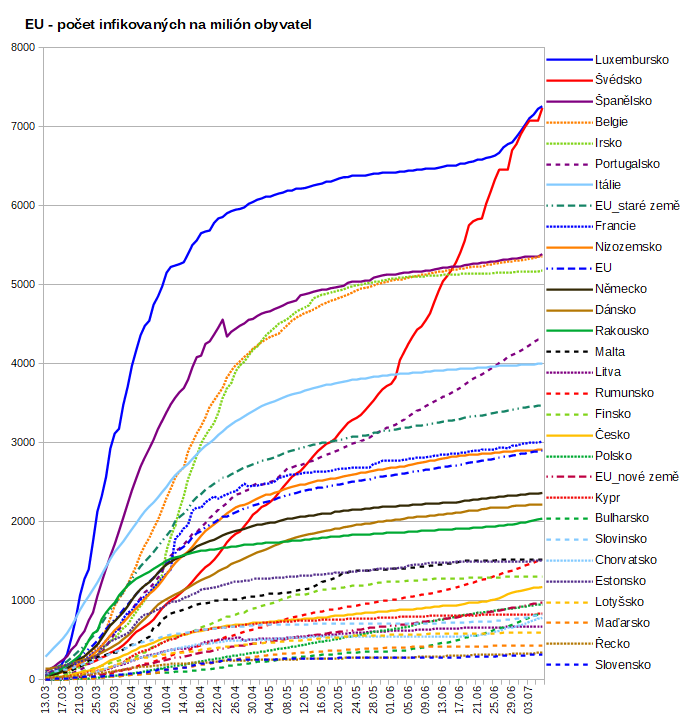 EU - počet infikovaných na milión obyvatel
8000
7000
6000
5000
4000
3000
2000
1000
0
13.03
17.03
21.03
25.03
29.03
02.04
06.04
10.04
14.04
18.04
22.04
26.04
30.04
04.05
08.05
12.05
16.05
20.05
24.05
28.05
01.06
05.06
09.06
13.06
17.06
21.06
25.06
29.06
03.07
Luxembursko
Švédsko
Španělsko
Belgie
Irsko
Portugalsko
Itálie
EU_staré země
Francie
Nizozemsko
EU
Německo
Dánsko
Rakousko
Malta
Litva
Rumunsko
Finsko
Česko
Polsko
EU_nové země
Kypr
Bulharsko
Slovinsko
Chorvatsko
Estonsko
Lotyšsko
Maďarsko
Řecko
Slovensko